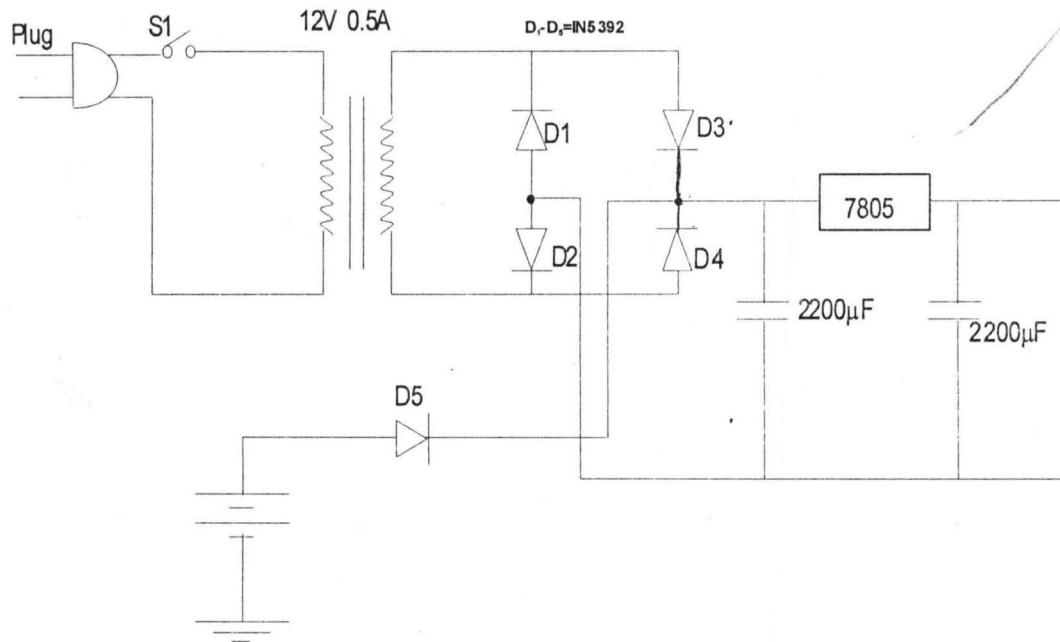 Plug
S1
12V 0.5A
D₁-D₅=IN5392
D1
D3
D2
D4
7805
2200µF
2200µF
D5